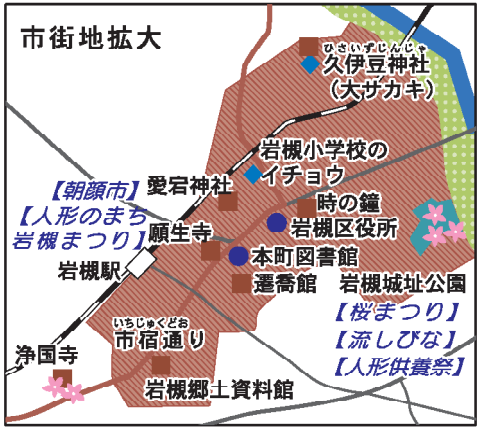 市街地拡大
ひさいずじんじゃ
久伊豆神社
（大サカキ）
岩槻小学校の
イチョウ
愛宕神社
時の鐘
【朝顔市】
【人形のまち
岩槻まつり】
岩槻区役所
願生寺
本町図書館
岩槻駅
遷喬館
岩槻城址公園
【桜まつり】
【流しびな】
【人形供養祭】
いちじゅくどお
市宿通り
浄国寺
岩槻郷土資料館